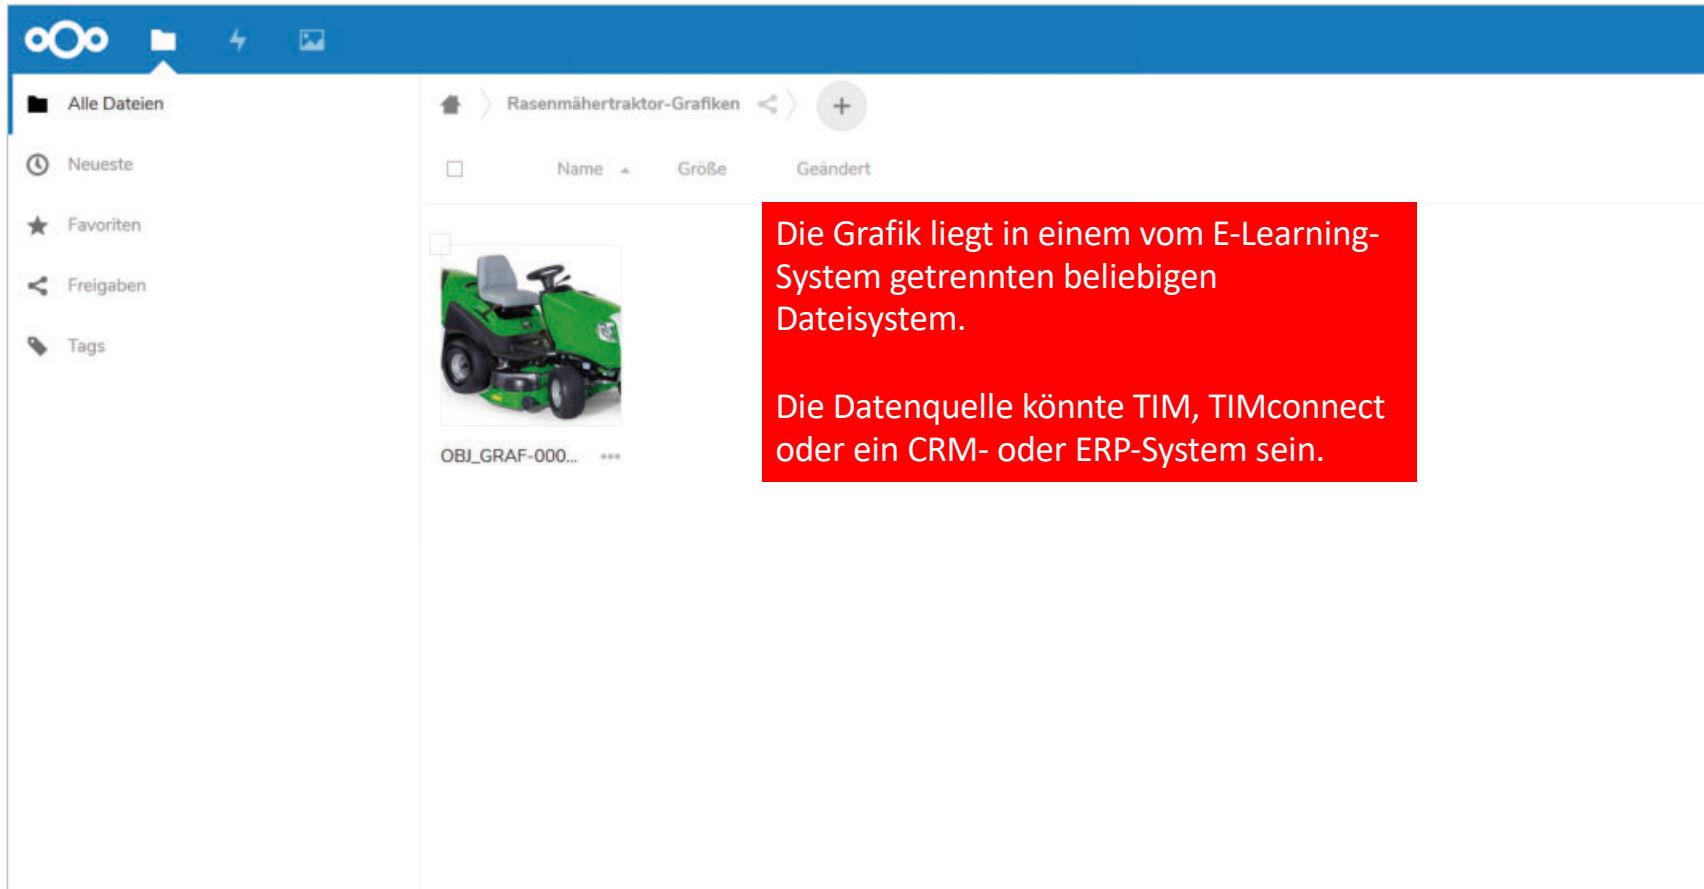 Alle Dateien
Neueste
Favoriten
Freigaben
Tags
Rasenmähertraktor-Grafiken
Name
Größe
Geändert
OBJ_GRAF-000...
Die Grafik liegt in einem vom E-Learning-
System getrennten beliebigen
Dateisystem.
Die Datenquelle könnte TIM, TIMconnect
oder ein CRM- oder ERP-System sein.